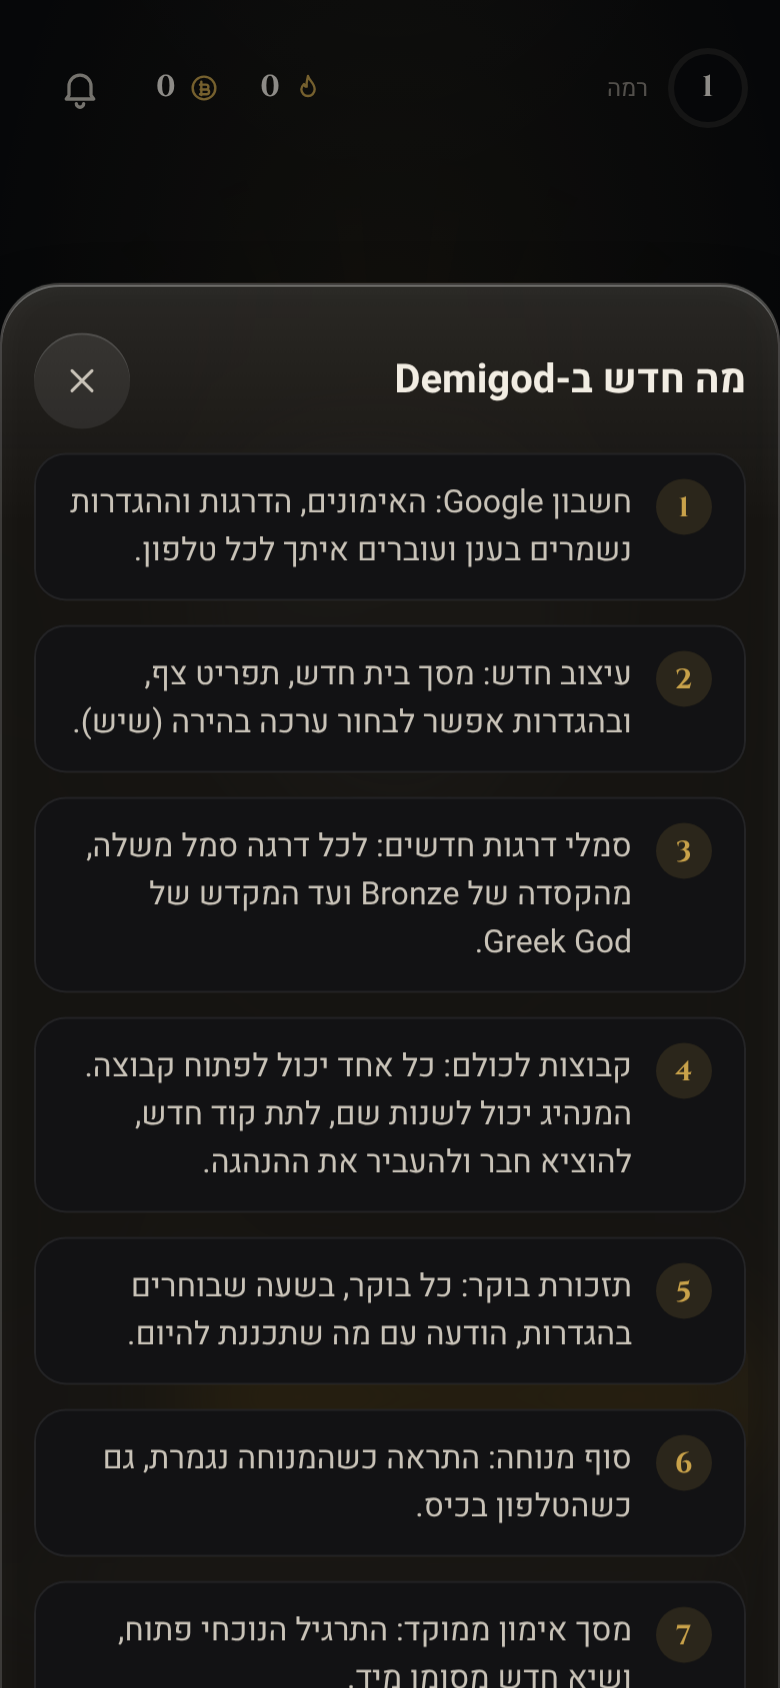 1 רמה 0 0
מה חדש ב-Demigod
1 חשבון Google: האימונים, הדרגות וההגדרות
נשמרים בענן ועוברים איתך לכל טלפון.
2 עיצוב חדש: מסך בית חדש, תפריט צף,
ובהגדרות אפשר לבחור ערכה בהירה (שיש).
3 סמלי דרגות חדשים: לכל דרגה סמל משלה,
מהקסדה של Bronze ועד המקדש של
Greek God.
4 קבוצות לכולם: כל אחד יכול לפתוח קבוצה.
המנהיג יכול לשנות שם, לתת קוד חדש,
להוציא חבר ולהעביר את ההנהגה.
5 תזכורת בוקר: כל בוקר, בשעה שבוחרים
בהגדרות, הודעה עם מה שתכננת להיום.
6 סוף מנוחה: התראה כשהמנוחה נגמרת, גם
כשהטלפון בכיס.
7 מסך אימון ממוקד: התרגיל הנוכחי פתוח,
ושיא חדש מסומן מיד.